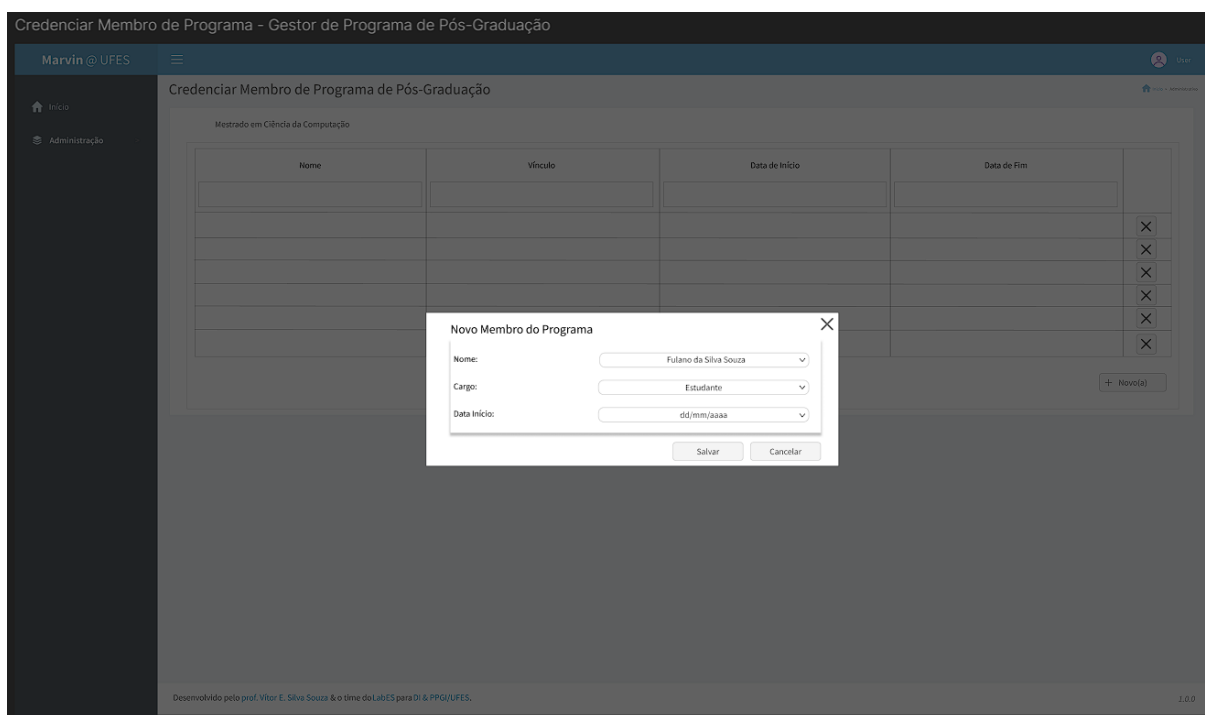 Credenciar Membro de Programa - Gestor de Programa de Pós-Graduação
Marvin @ UFES
User
Credenciar Membro de Programa de Pós-Graduação
Início
Mestrado em Ciência da Computação
Administração
Nome Vínculo Data de Início Data de Fim
Novo Membro do Programa
Nome: Fulano da Silva Souza
Cargo: Estudante
Data Início: dd/mm/aaaa
Salvar Cancelar
+ Novo(a)
Desenvolvido pelo prof. Vítor E. Silva Souza & o time do LabES para DI & PPGI/UFES.
1.0.0